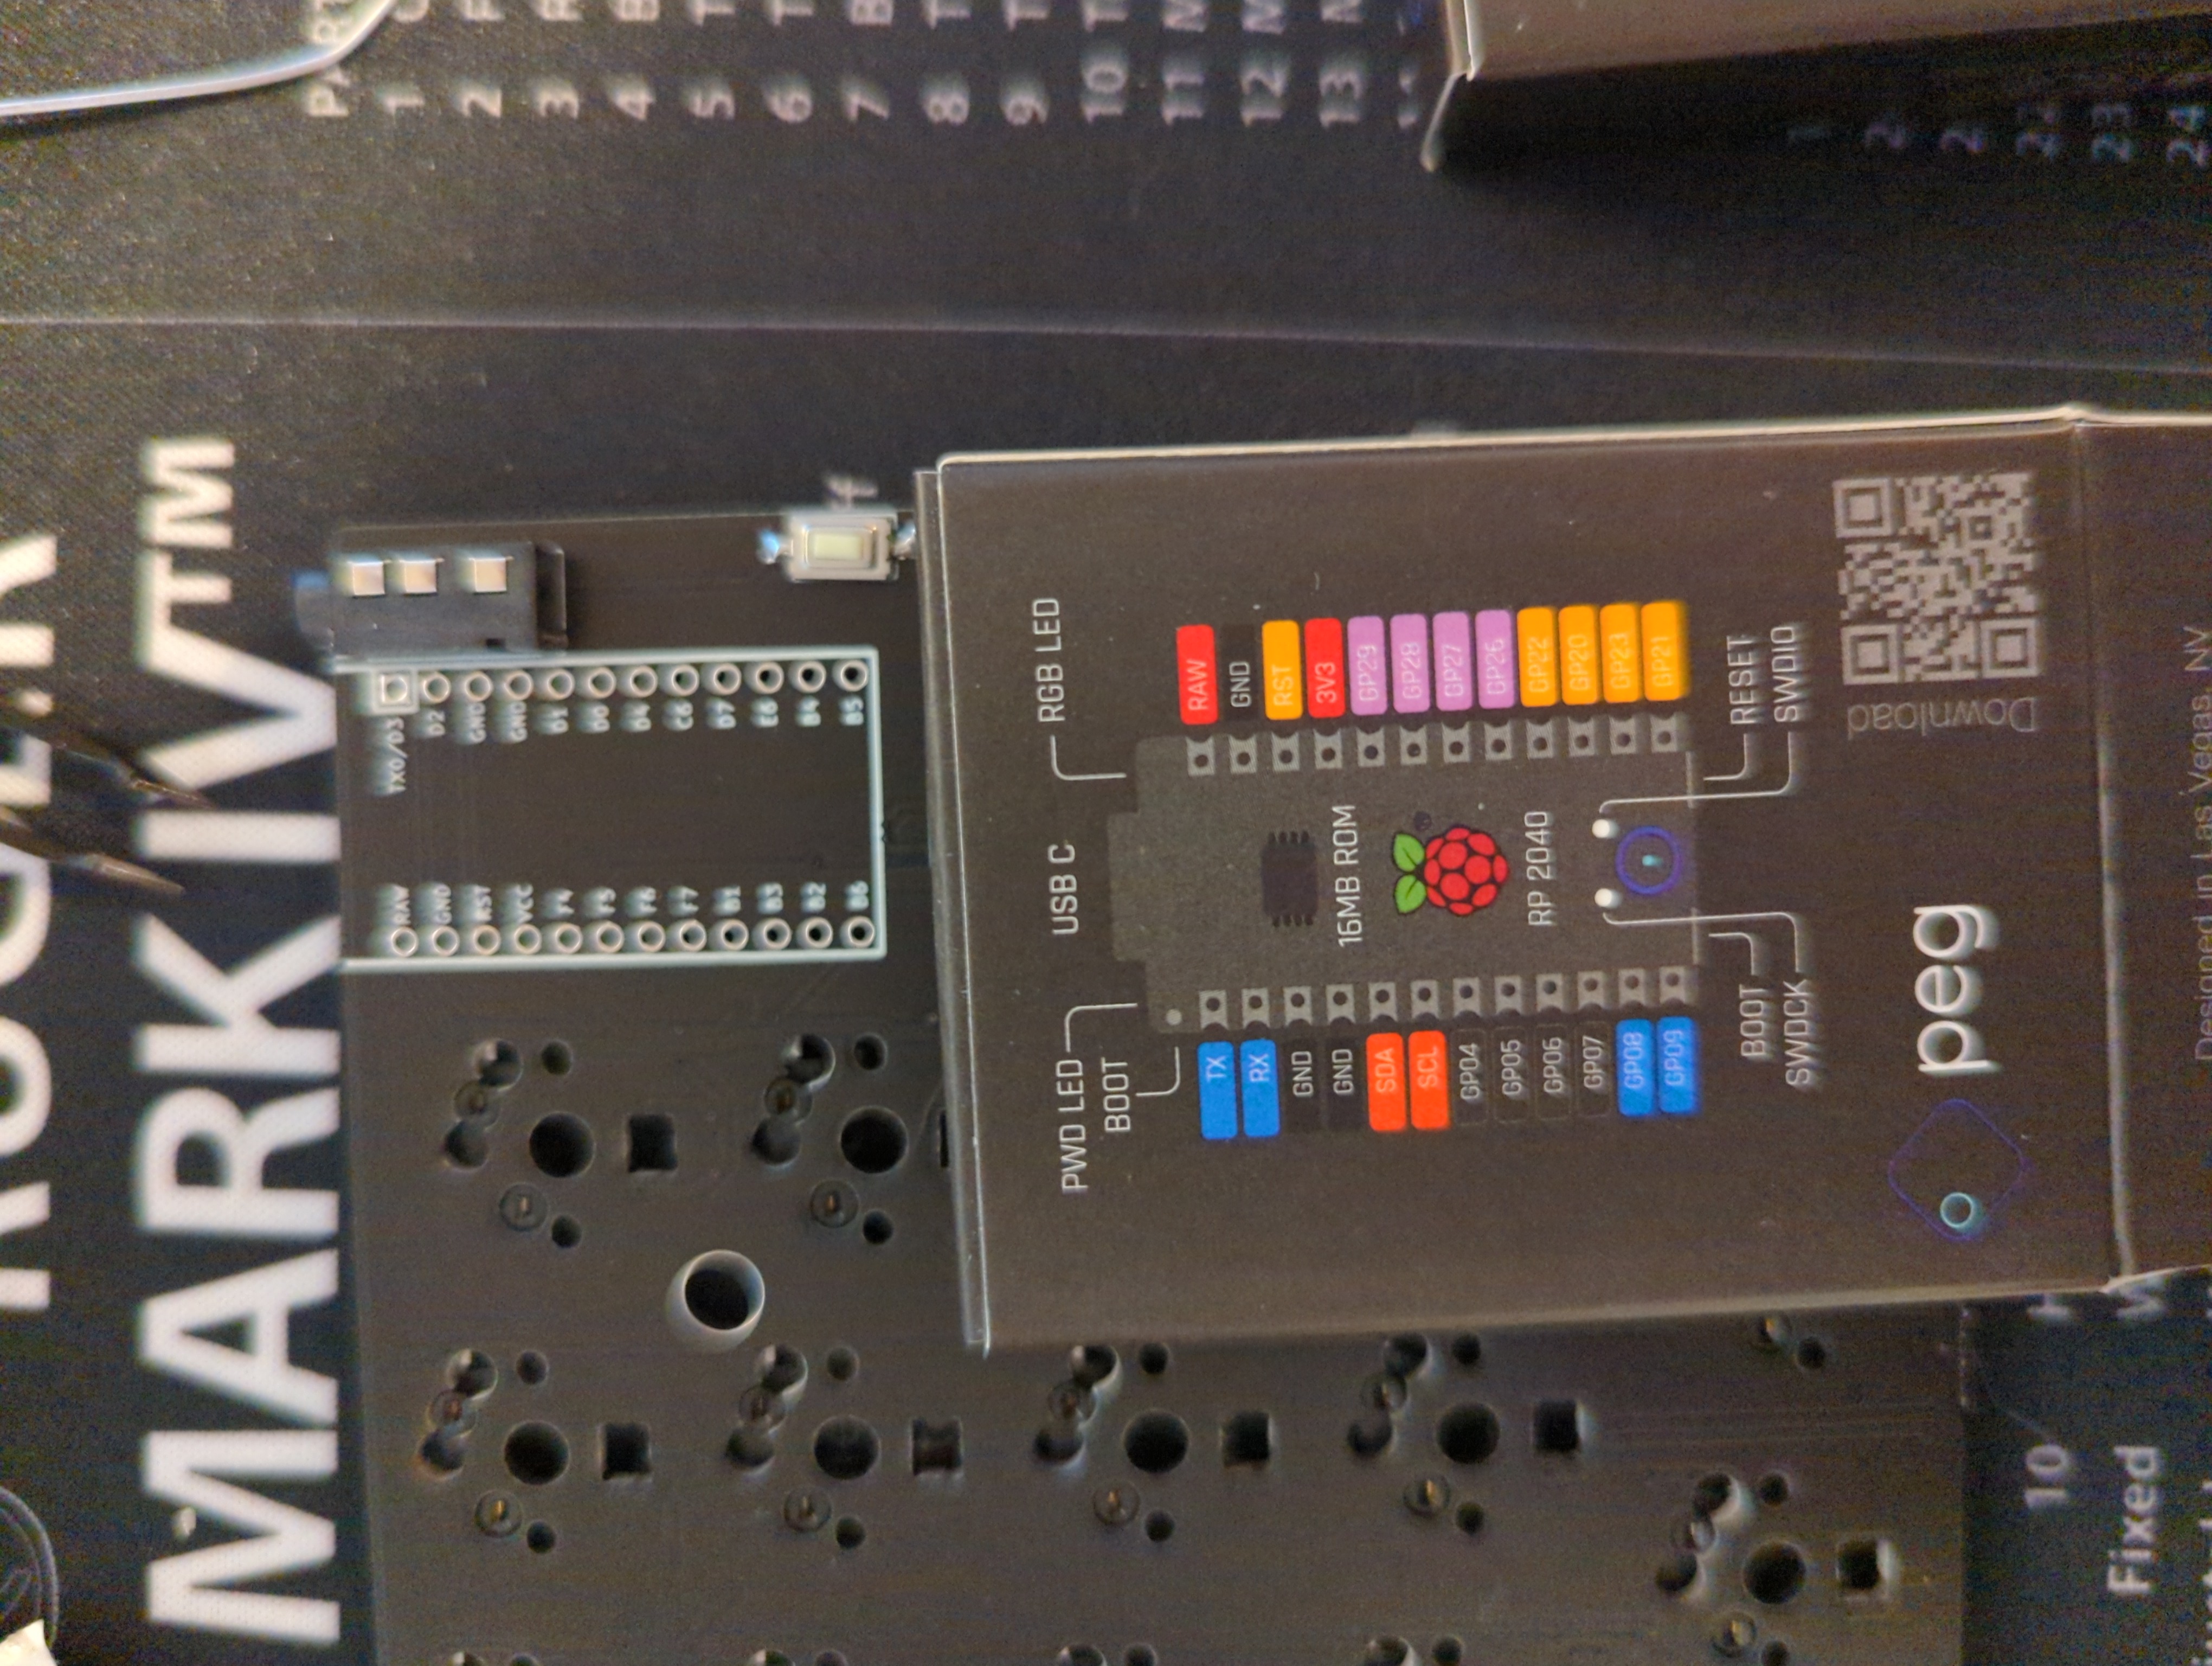 RUGER
MARK IV™
RAW TX0/D3
GND D2
RST GND
VCC GND
F4 D1
F5 D0
F6 D4
F7 C6
B1 D7
B3 E6
B2 B4
B6 B5
1
2
3
4
5
6
7
8
9
10
11
12
13
PWD LED USB C RGB LED
BOOT
TX RAW
RX GND
GND RST
GND 3V3
16MB ROM
SDA GP29
SCL GP28
GP04 GP27
GP05 GP26
RP 2040
GP06 GP22
GP07 GP20
GP08 GP23
GP09 GP21
BOOT RESET
SWDCK SWDIO
peg
Download
10
Fixed
Designed in Las Vegas, NV
23
24